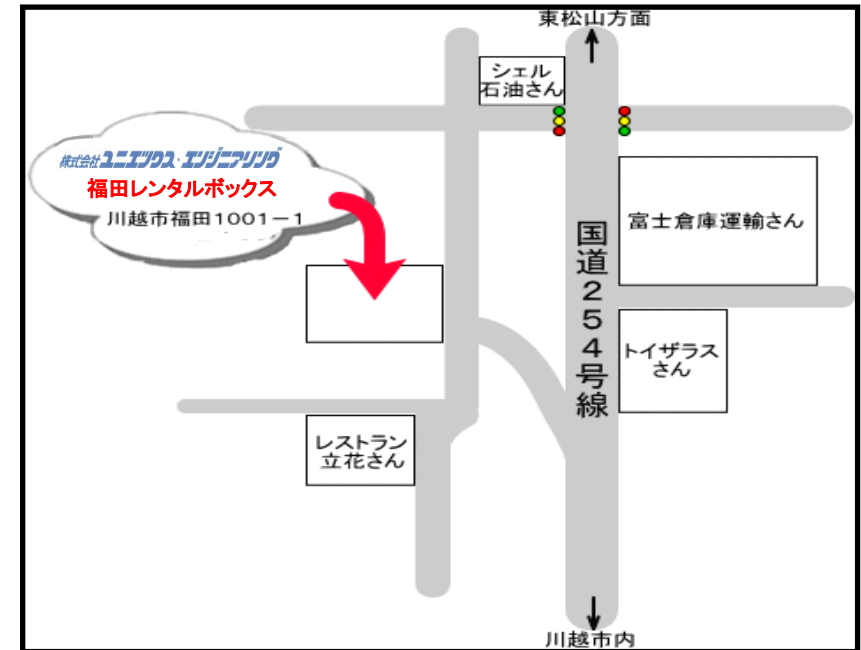 東松山方面
シェル
石油さん
株式会社ユニエツクス・エンジニアリング
福田レンタルボックス
川越市福田1001－1
富士倉庫運輸さん
国道254号線
トイザラス
さん
レストラン
立花さん
川越市内